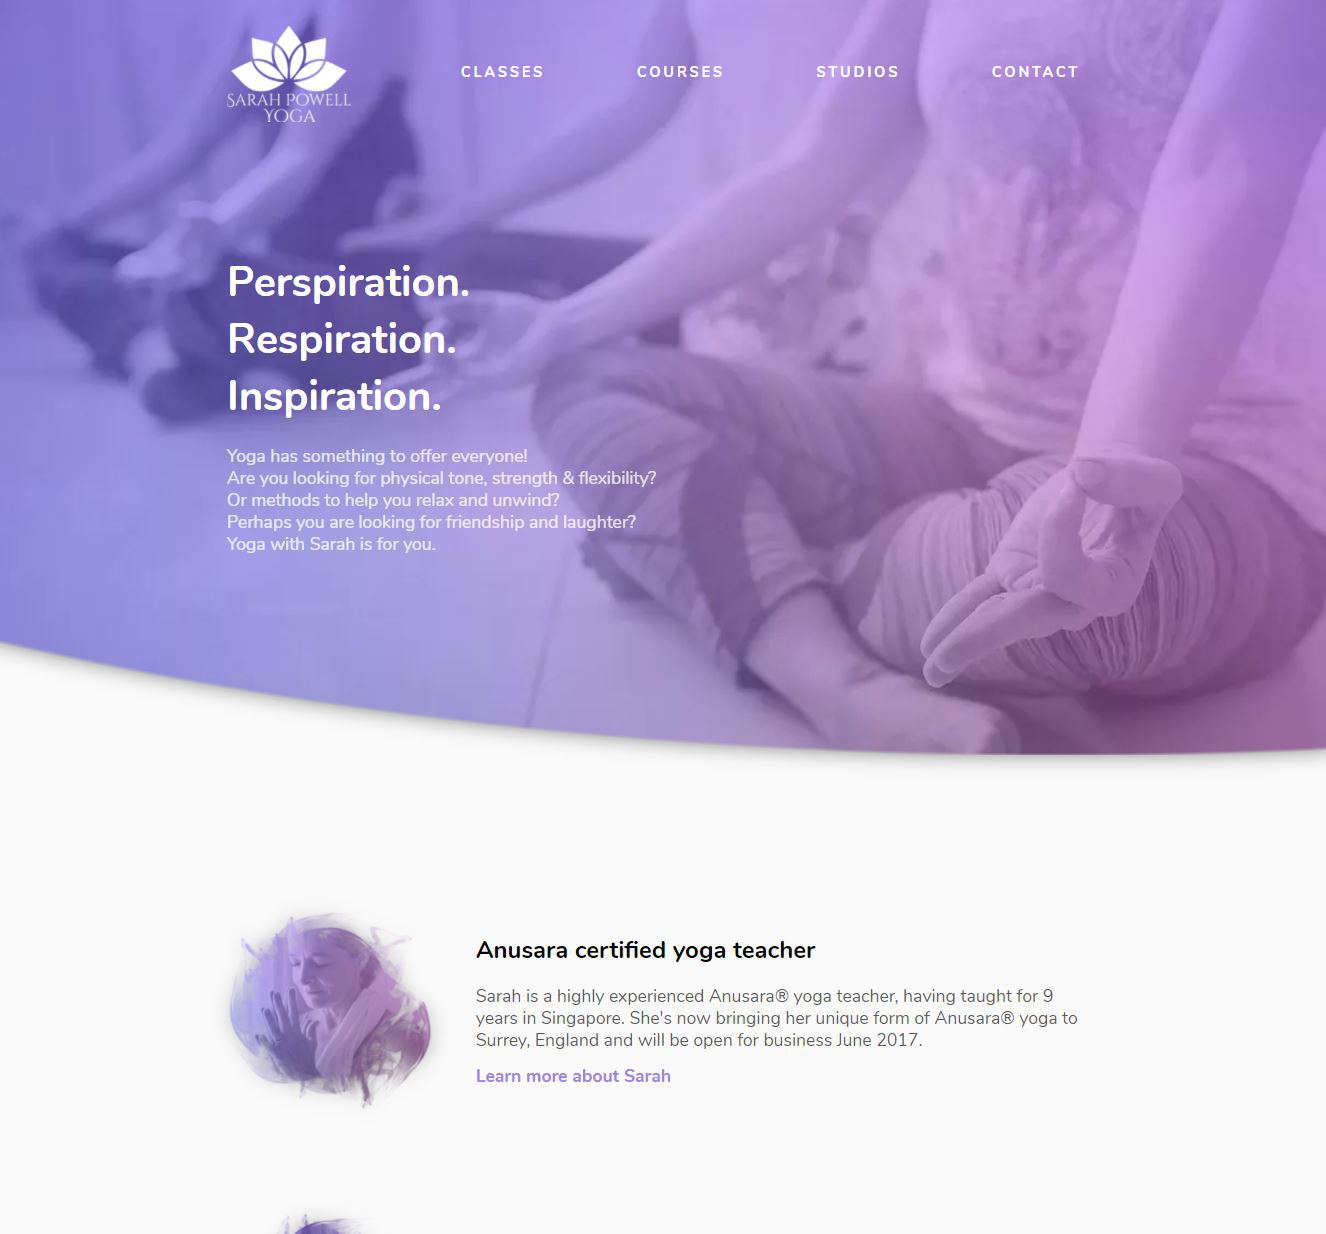 SARAH POWELL
YOGA
CLASSES
COURSES
STUDIOS
CONTACT
Perspiration.
Respiration.
Inspiration.
Yoga has something to offer everyone!
Are you looking for physical tone, strength & flexibility?
Or methods to help you relax and unwind?
Perhaps you are looking for friendship and laughter?
Yoga with Sarah is for you.
Anusara certified yoga teacher
Sarah is a highly experienced Anusara® yoga teacher, having taught for 9
years in Singapore. She's now bringing her unique form of Anusara® yoga to
Surrey, England and will be open for business June 2017.
Learn more about Sarah